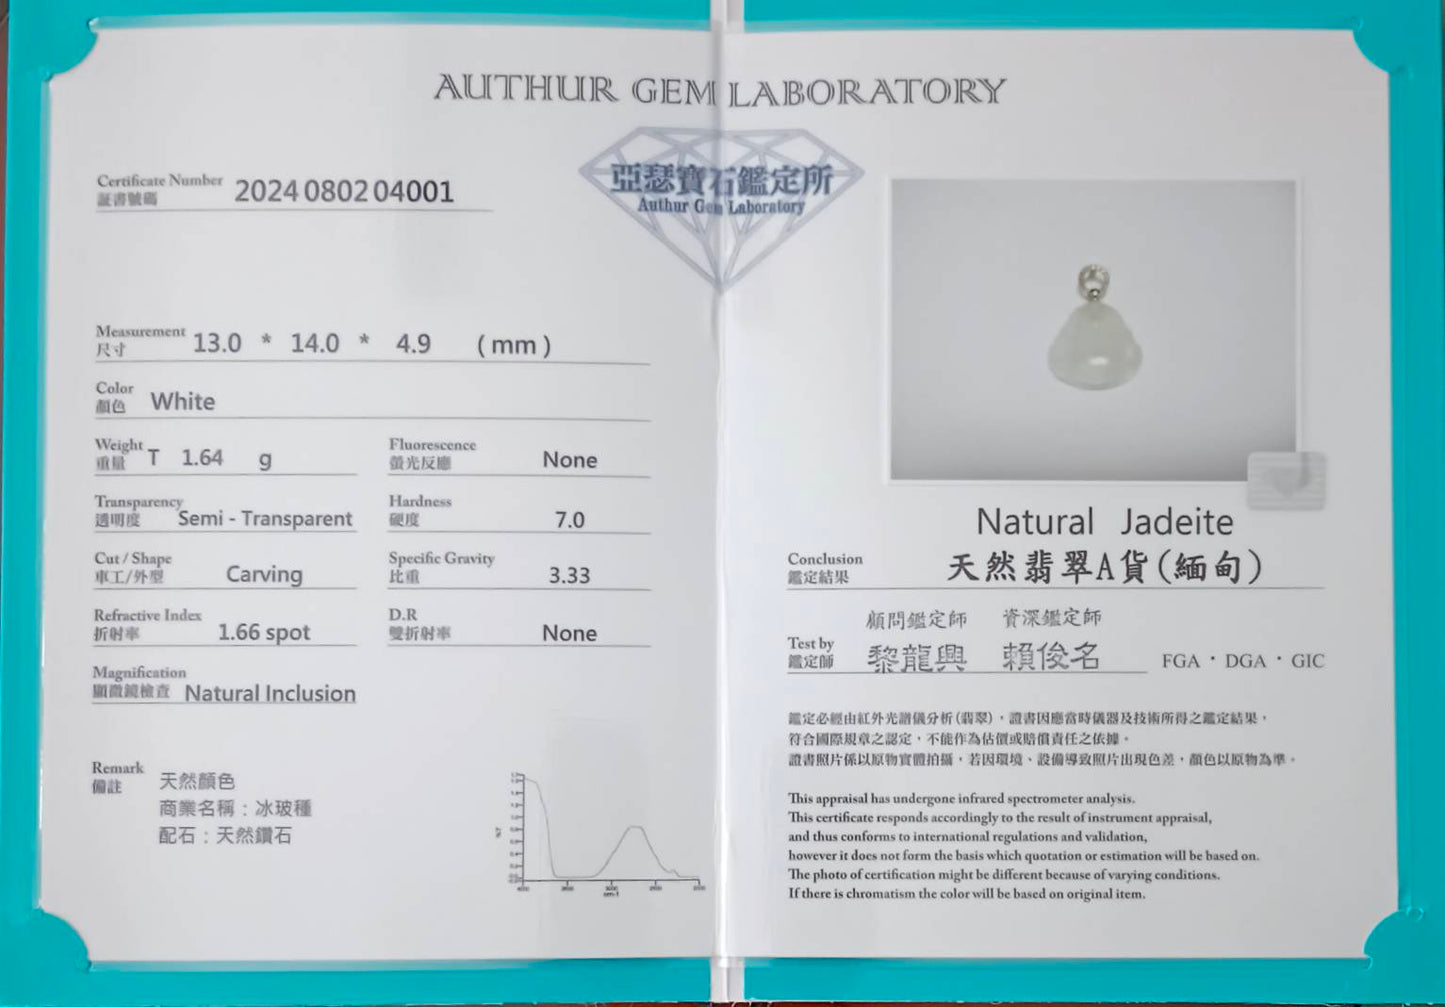 AUTHUR GEM LABORATORY
亞瑟寶石鑑定所
Authur Gem Laboratory
Certificate Number
証書號碼
2024080204001
Measurement
尺寸
13.0 * 14.0 * 4.9 (mm)
Color
顏色
White
Weight
重量
T 1.64 g
Fluorescence
螢光反應
None
Transparency
透明度
Semi - Transparent
Hardness
硬度
7.0
Cut / Shape
車工/外型
Carving
Specific Gravity
比重
3.33
Refractive Index
折射率
1.66 spot
D.R
雙折射率
None
Magnification
顯微鏡檢查
Natural Inclusion
Remark
備註
天然顏色
商業名稱：冰玻種
配石：天然鑽石
Natural Jadeite
Conclusion
鑑定結果
天然翡翠A貨(緬甸)
顧問鑑定師 資深鑑定師
Test by
鑑定師
黎龍興 賴俊名 FGA・DGA・GIC
鑑定必經由紅外光譜儀分析(翡翠)，證書因應當時儀器及技術所得之鑑定結果，
符合國際規章之認定，不能作為估價或賠償責任之依據。
證書照片係以原物實體拍攝，若因環境、設備導致照片出現色差，顏色以原物為準。
This appraisal has undergone infrared spectrometer analysis.
This certificate responds accordingly to the result of instrument appraisal,
and thus conforms to international regulations and validation,
however it does not form the basis which quotation or estimation will be based on.
The photo of certification might be different because of varying conditions.
If there is chromatism the color will be based on original item.